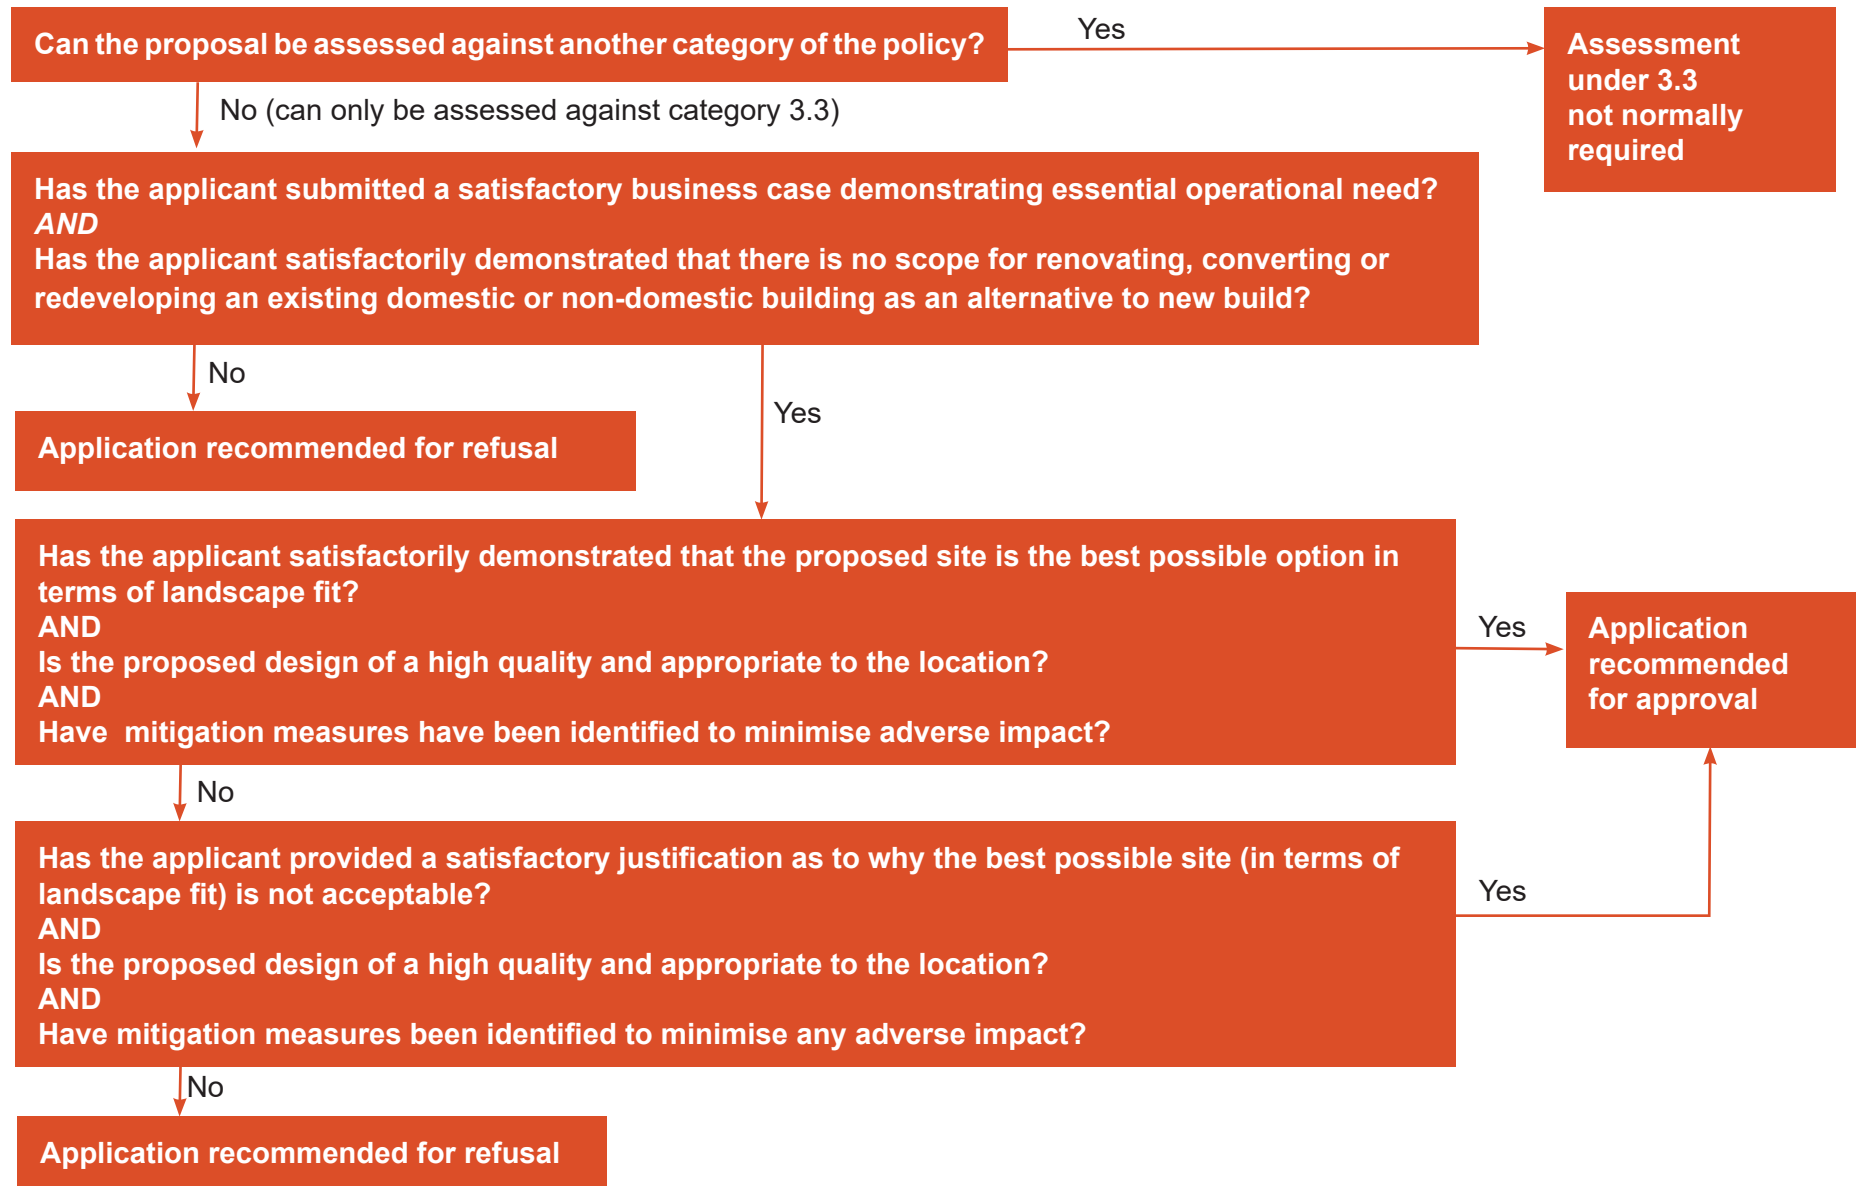 Can the proposal be assessed against another category of the policy?
Yes
Assessment
under 3.3
not normally
required
No (can only be assessed against category 3.3)
Has the applicant submitted a satisfactory business case demonstrating essential operational need?
AND
Has the applicant satisfactorily demonstrated that there is no scope for renovating, converting or
redeveloping an existing domestic or non-domestic building as an alternative to new build?
No
Yes
Application recommended for refusal
Has the applicant satisfactorily demonstrated that the proposed site is the best possible option in
terms of landscape fit?
AND
Is the proposed design of a high quality and appropriate to the location?
AND
Have  mitigation measures have been identified to minimise adverse impact?
Yes
Application
recommended
for approval
No
Has the applicant provided a satisfactory justification as to why the best possible site (in terms of
landscape fit) is not acceptable?
AND
Is the proposed design of a high quality and appropriate to the location?
AND
Have mitigation measures been identified to minimise any adverse impact?
Yes
No
Application recommended for refusal